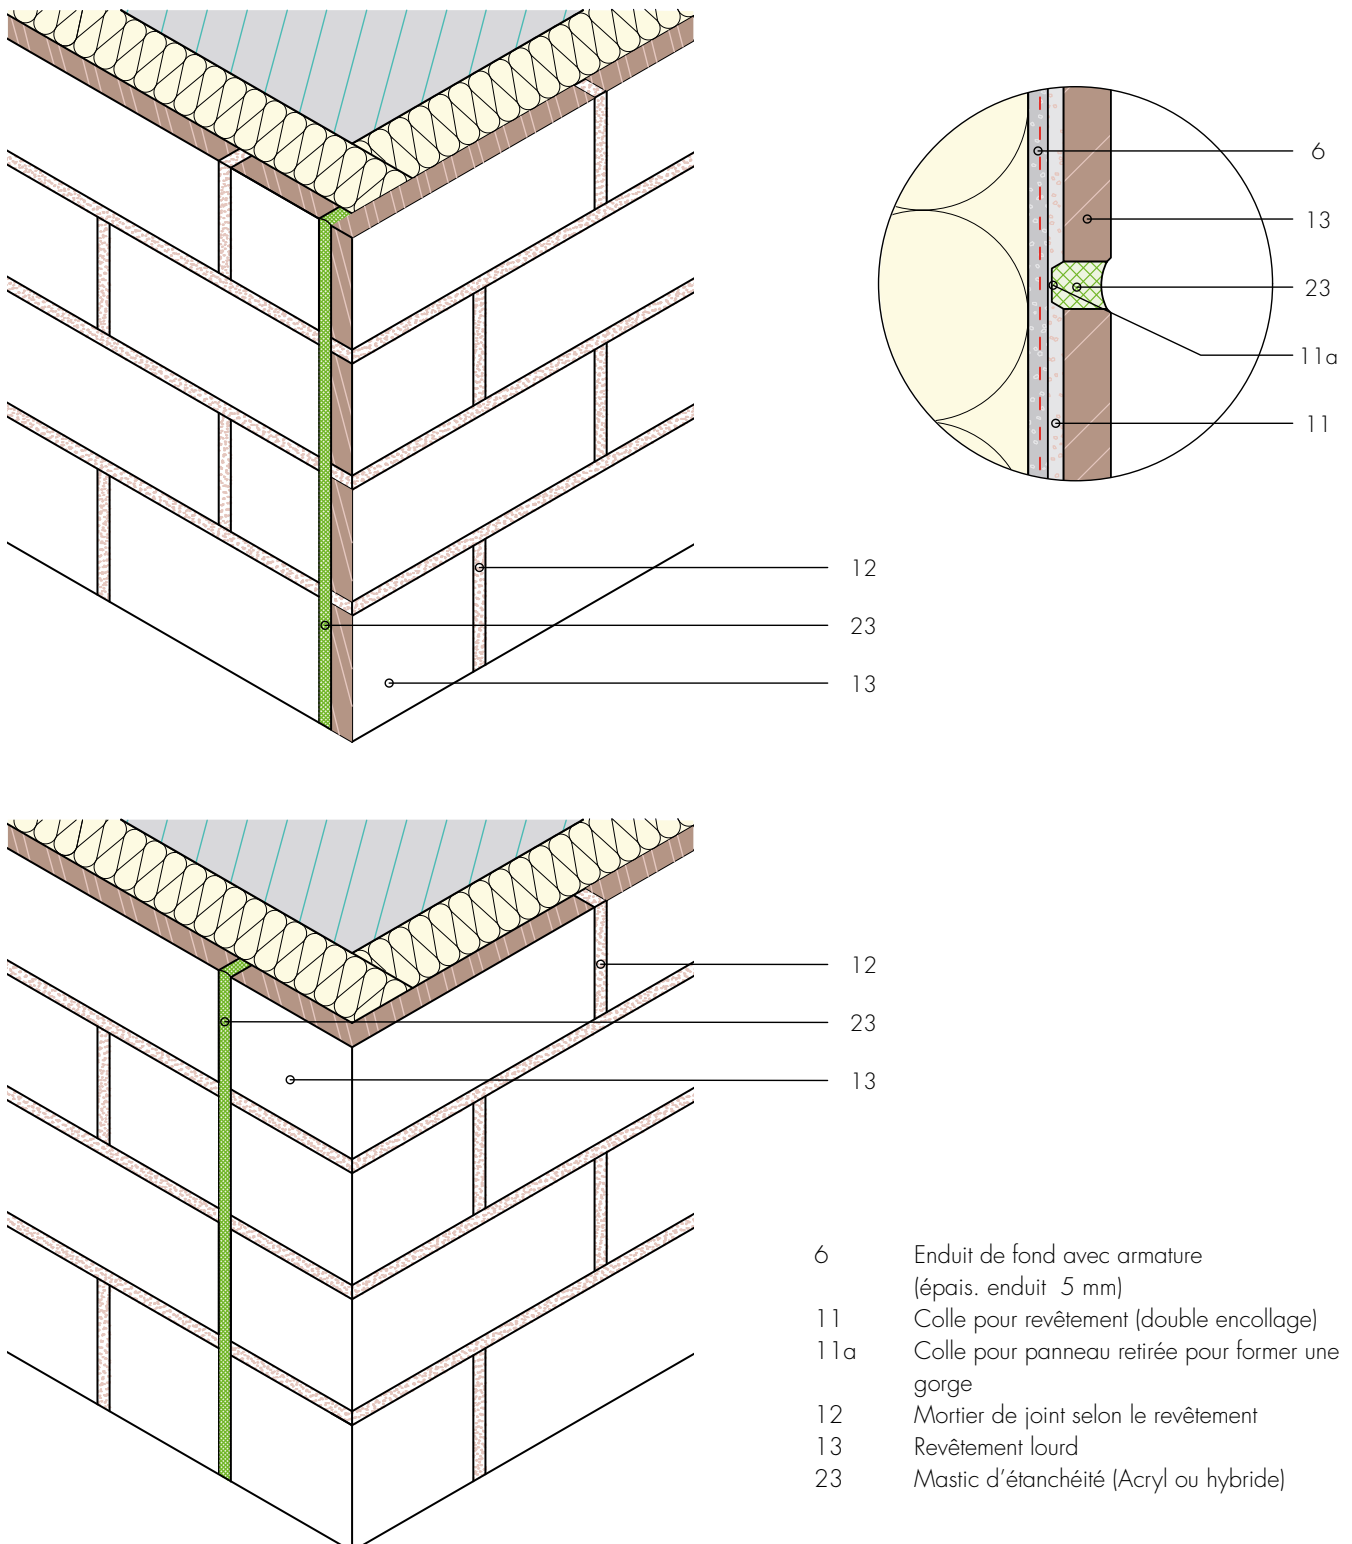 6
13
23
11a
11
12
23
13
12
23
13
6 Enduit de fond avec armature
(épais. enduit 5 mm)
11 Colle pour revêtement (double encollage)
11a Colle pour panneau retirée pour former une
gorge
12 Mortier de joint selon le revêtement
13 Revêtement lourd
23 Mastic d’étanchéité (Acryl ou hybride)